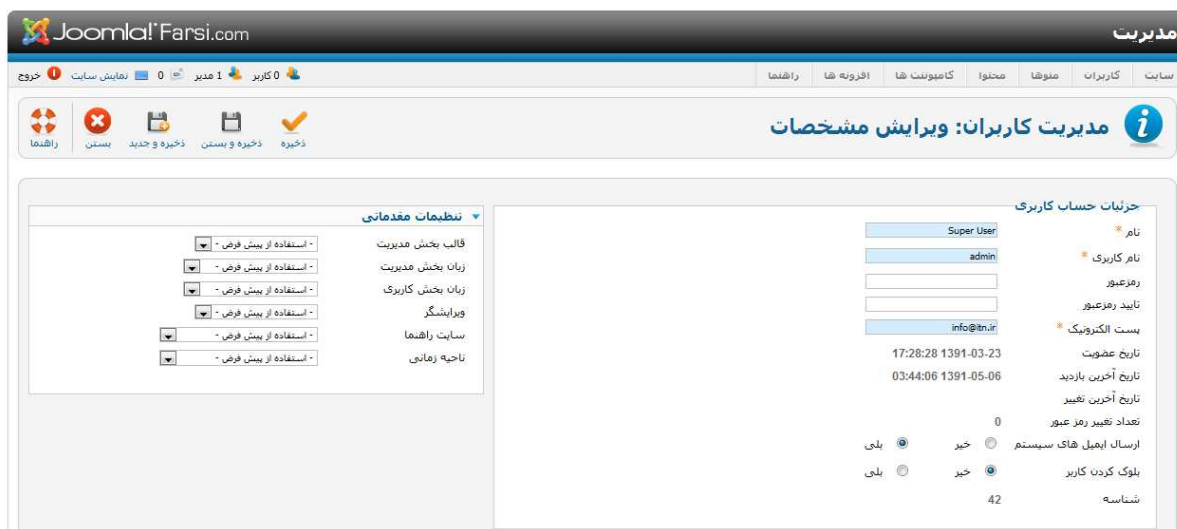 Joomla! Farsi.com
مدیریت
سایت کاربران منوها محتوا کامپوننت ها افزونه ها راهنما
0 کاربر 1 مدیر 0 نمایش سایت خروج
مدیریت کاربران: ویرایش مشخصات
ذخیره ذخیره و بستن ذخیره و جدید بستن راهنما
جزئیات حساب کاربری
نام * Super User
نام کاربری * admin
رمزعبور
تایید رمزعبور
پست الکترونیک * info@itn.ir
تاریخ عضویت 1391-03-23 17:28:28
تاریخ آخرین بازدید 1391-05-06 03:44:06
تاریخ آخرین تغییر
تعداد تغییر رمز عبور 0
ارسال ایمیل های سیستم خیر بلی
بلوک کردن کاربر خیر بلی
شناسه 42
تنظیمات مقدماتی
قالب بخش مدیریت - استفاده از پیش فرض -
زبان بخش مدیریت - استفاده از پیش فرض -
زبان بخش کاربری - استفاده از پیش فرض -
ویرایشگر - استفاده از پیش فرض -
سایت راهنما - استفاده از پیش فرض -
ناحیه زمانی - استفاده از پیش فرض -